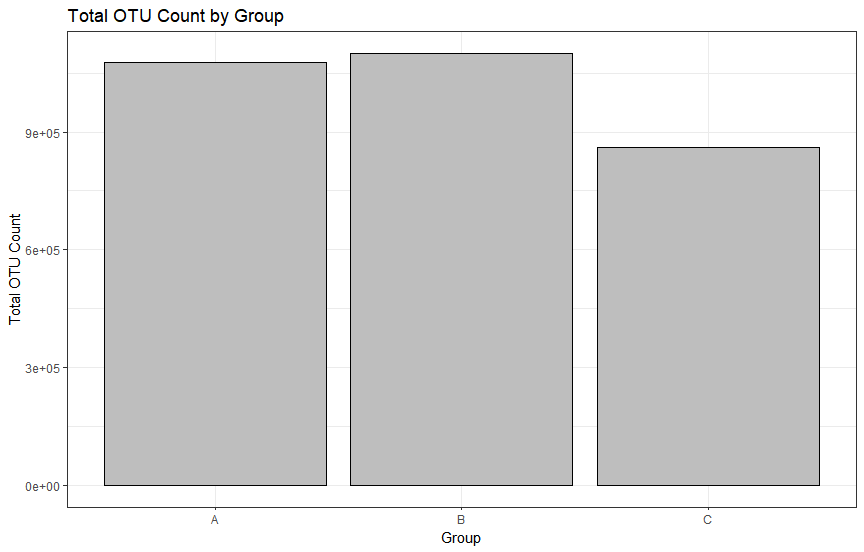 Total OTU Count by Group
Total OTU Count
9e+05
6e+05
3e+05
0e+00
A B C
Group